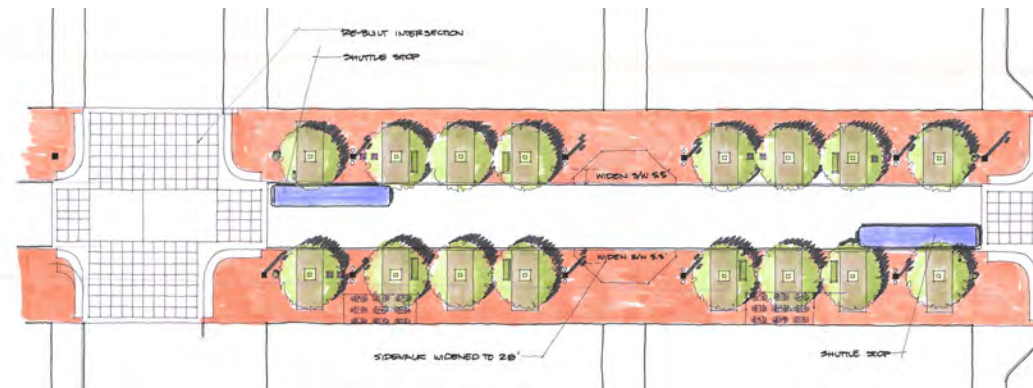 RE-BUILT INTERSECTION
SHUTTLE STOP
WIDEN S/W 5.5'
WIDEN S/W 5.5'
SIDEWALK WIDENED TO 28'
SHUTTLE STOP